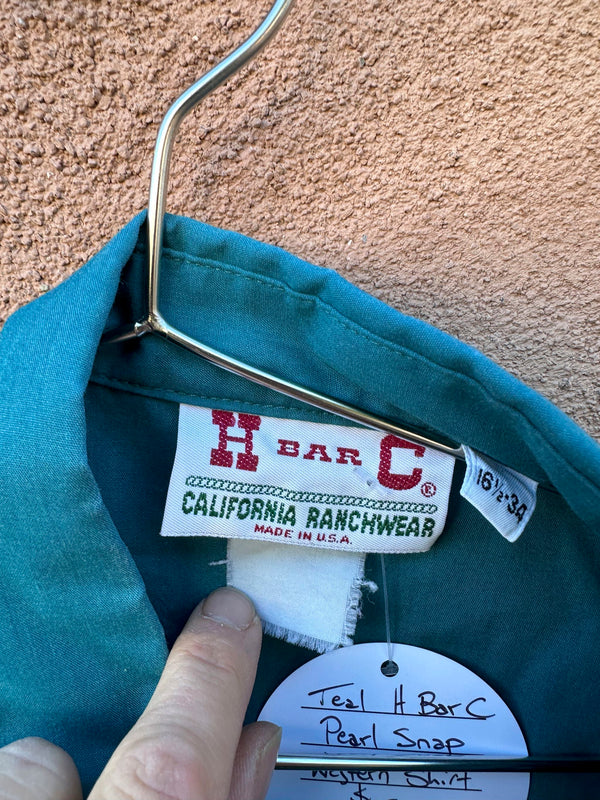 H BAR C®
CALIFORNIA RANCHWEAR
MADE IN U.S.A.
16½-34
Teal H Bar C
Pearl Snap
Western Shirt
$